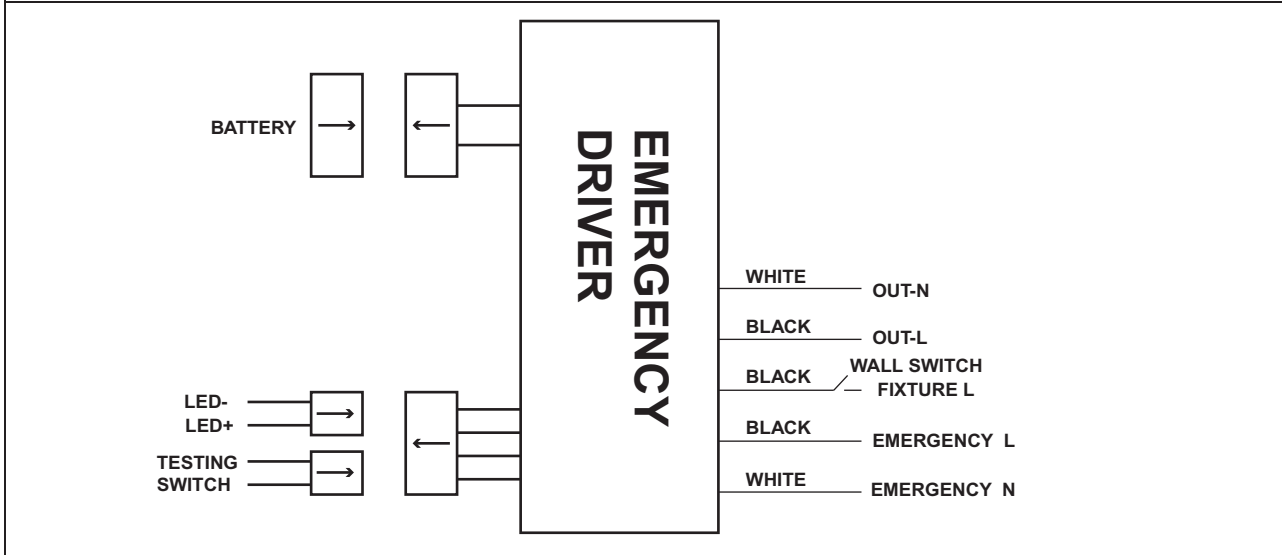 BATTERY
EMERGENCY
DRIVER
WHITE
OUT-N
BLACK
OUT-L
WALL SWITCH
BLACK
FIXTURE L
BLACK
EMERGENCY L
WHITE
EMERGENCY N
LED-
LED+
TESTING
SWITCH